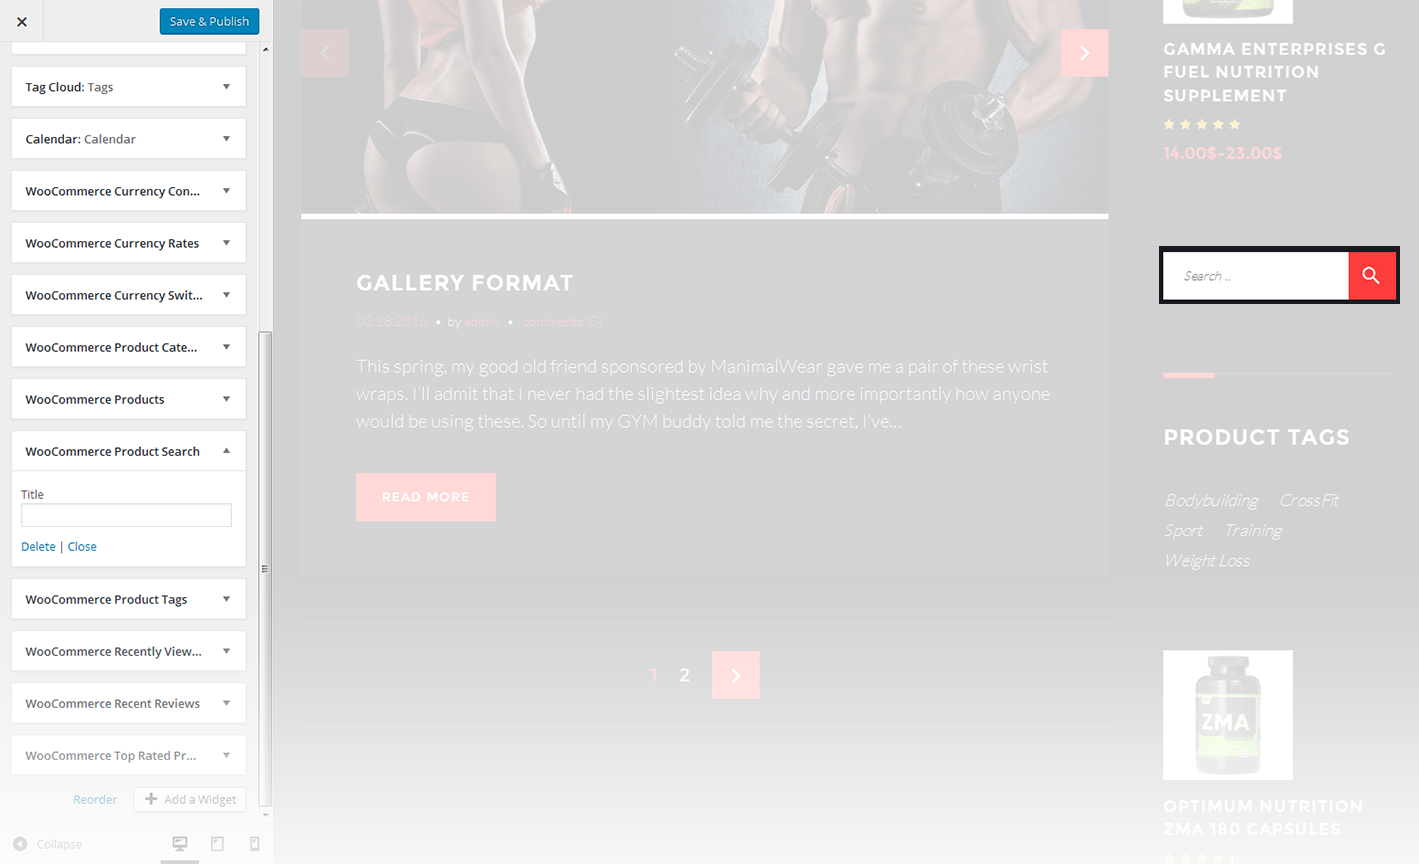 Save & Publish
Tag Cloud: Tags
Calendar: Calendar
WooCommerce Currency Con...
WooCommerce Currency Rates
WooCommerce Currency Swit...
WooCommerce Product Cate...
WooCommerce Products
WooCommerce Product Search
Title
Delete | Close
WooCommerce Product Tags
WooCommerce Recently View...
WooCommerce Recent Reviews
WooCommerce Top Rated Pr...
Reorder
Add a Widget
Collapse
GALLERY FORMAT
03.28.2016 • by admin • comments (0)
This spring, my good old friend sponsored by ManimalWear gave me a pair of these wrist
wraps. I'll admit that I never had the slightest idea why and more importantly how anyone
would be using these. So until my GYM buddy told me the secret, I've...
READ MORE
1 2
GAMMA ENTERPRISES G
FUEL NUTRITION
SUPPLEMENT
14.00$–23.00$
Search ..
PRODUCT TAGS
Bodybuilding CrossFit
Sport Training
Weight Loss
ZMA
OPTIMUM NUTRITION
ZMA 180 CAPSULES